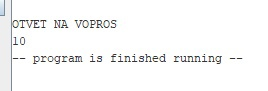 OTVET NA VOPROS
10
-- program is finished running --